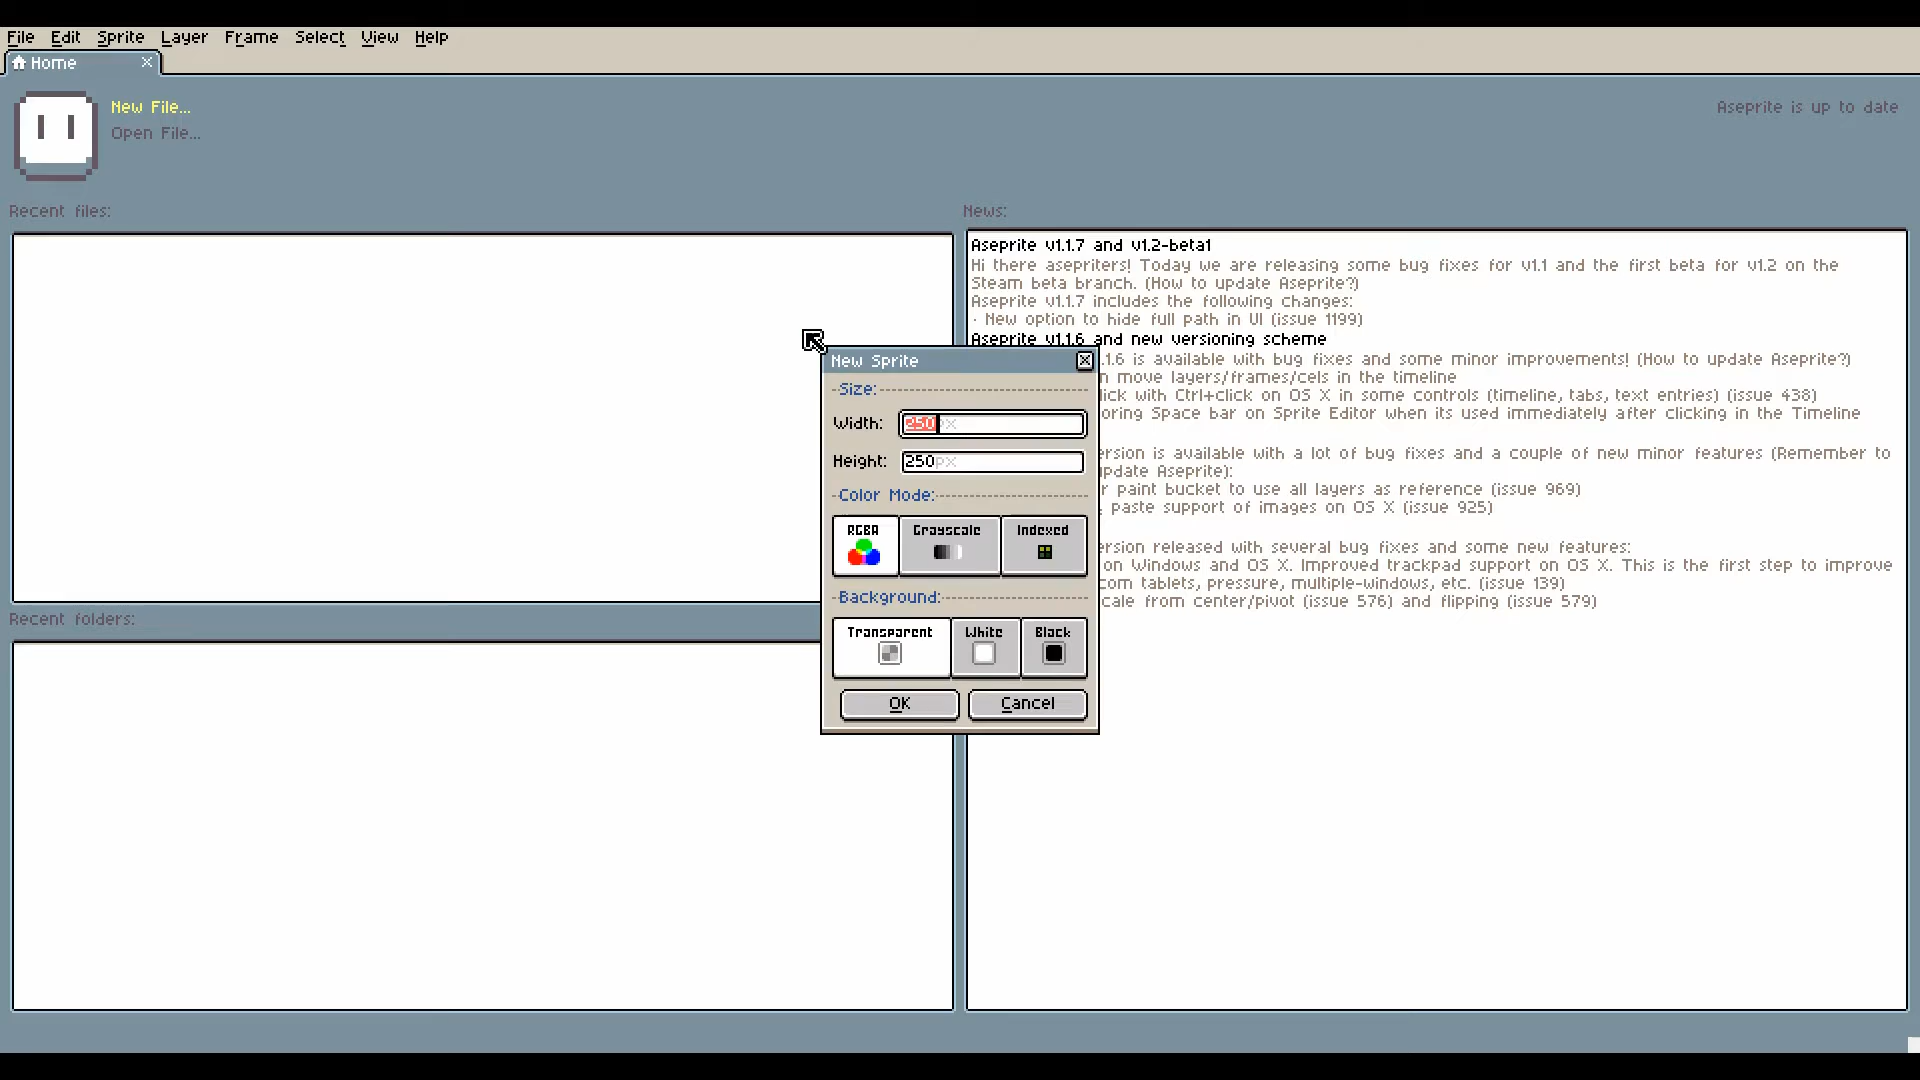 File Edit Sprite Layer Frame Select View Help
Home
New File...
Open File...
Aseprite is up to date
Recent files:
News:
Aseprite v1.1.7 and v1.2-beta1
Hi there asepriters! Today we are releasing some bug fixes for v1.1 and the first beta for v1.2 on the
Steam beta branch. (How to update Aseprite?)
Aseprite v1.1.7 includes the following changes:
- New option to hide full path in UI (issue 1199)
Aseprite v1.1.6 and new versioning scheme
.1.6 is available with bug fixes and some minor improvements! (How to update Aseprite?)
move layers/frames/cels in the timeline
lick with Ctrl+click on OS X in some controls (timeline, tabs, text entries) (issue 438)
oring Space bar on Sprite Editor when its used immediately after clicking in the Timeline
ersion is available with a lot of bug fixes and a couple of new minor features (Remember to
update Aseprite):
r paint bucket to use all layers as reference (issue 969)
paste support of images on OS X (issue 925)
ersion released with several bug fixes and some new features:
on Windows and OS X. Improved trackpad support on OS X. This is the first step to improve
com tablets, pressure, multiple-windows, etc. (issue 139)
cale from center/pivot (issue 576) and flipping (issue 579)
New Sprite
Size:
Width: 250px
Height: 250px
Color Mode:
RGBA Grayscale Indexed
Background:
Transparent White Black
OK Cancel
Recent folders: